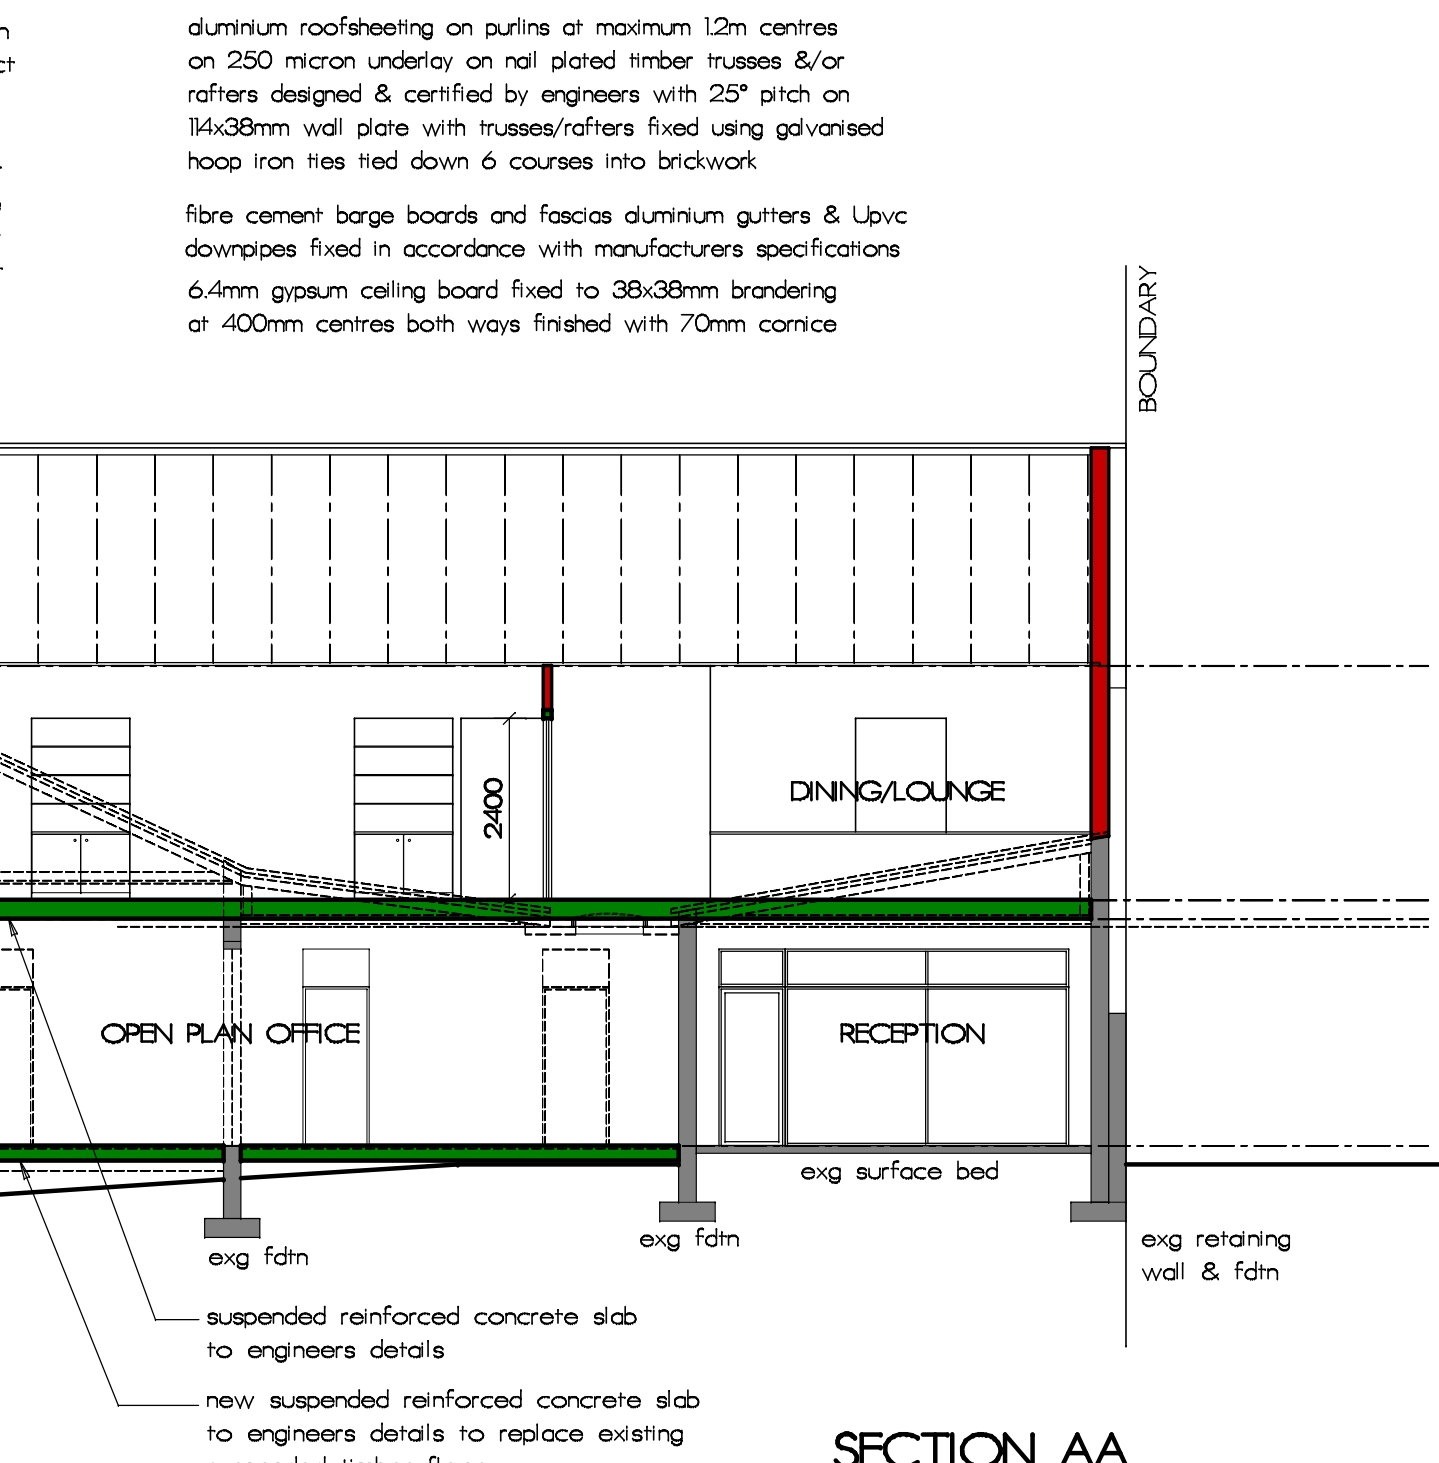 aluminium roofsheeting on purlins at maximum 1.2m centres
on 250 micron underlay on nail plated timber trusses &/or
rafters designed & certified by engineers with 25° pitch on
114x38mm wall plate with trusses/rafters fixed using galvanised
hoop iron ties tied down 6 courses into brickwork
fibre cement barge boards and fascias aluminium gutters & Upvc
downpipes fixed in accordance with manufacturers specifications
6.4mm gypsum ceiling board fixed to 38x38mm brandering
at 400mm centres both ways finished with 70mm cornice
BOUNDARY
2400
DINING/LOUNGE
OPEN PLAN OFFICE
RECEPTION
exg surface bed
exg fdtn
exg fdtn
exg retaining
wall & fdtn
suspended reinforced concrete slab
to engineers details
new suspended reinforced concrete slab
to engineers details to replace existing
SECTION AA